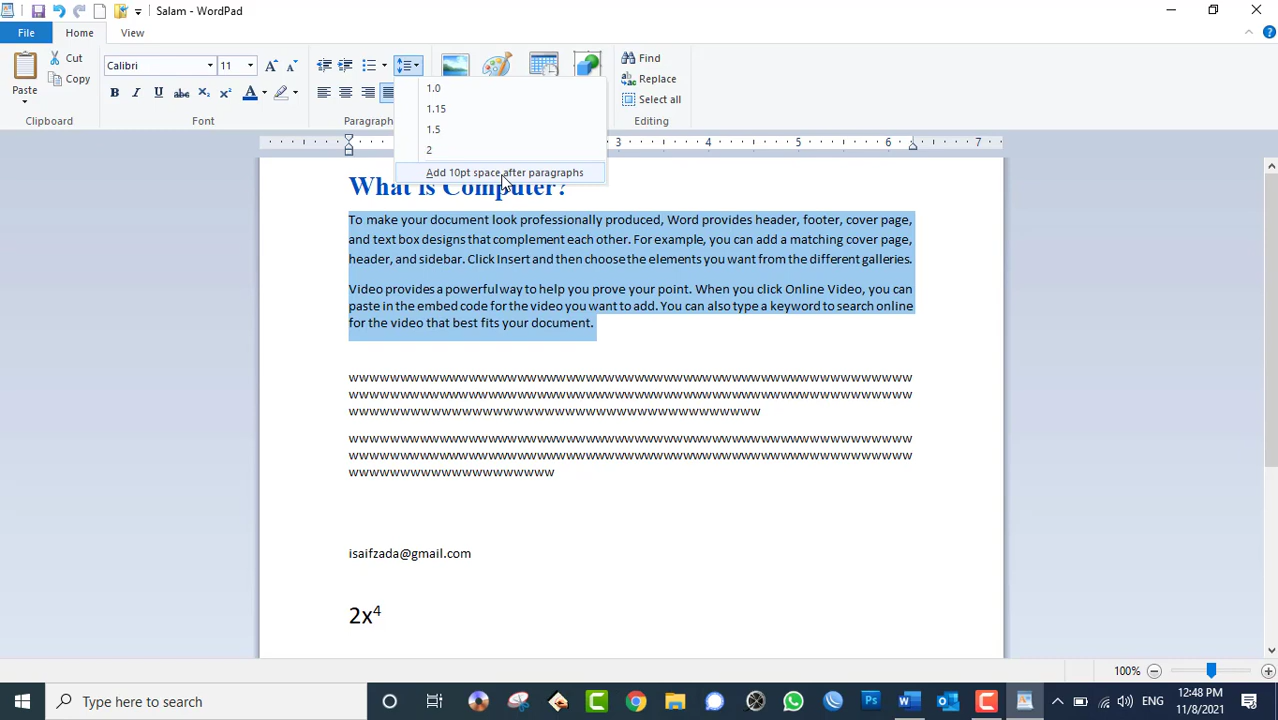 Salam - WordPad
File
Home
View
Paste
Cut
Copy
Clipboard
Calibri
11
Font
Paragraph
1.0
1.15
1.5
2
Add 10pt space after paragraphs
Find
Replace
Select all
Editing
3 4 5 6 7
What is Computer?
To make your document look professionally produced, Word provides header, footer, cover page,
and text box designs that complement each other. For example, you can add a matching cover page,
header, and sidebar. Click Insert and then choose the elements you want from the different galleries.
Video provides a powerful way to help you prove your point. When you click Online Video, you can
paste in the embed code for the video you want to add. You can also type a keyword to search online
for the video that best fits your document.
isaifzada@gmail.com
2x⁴
100%
Type here to search
ENG
12:48 PM
11/8/2021